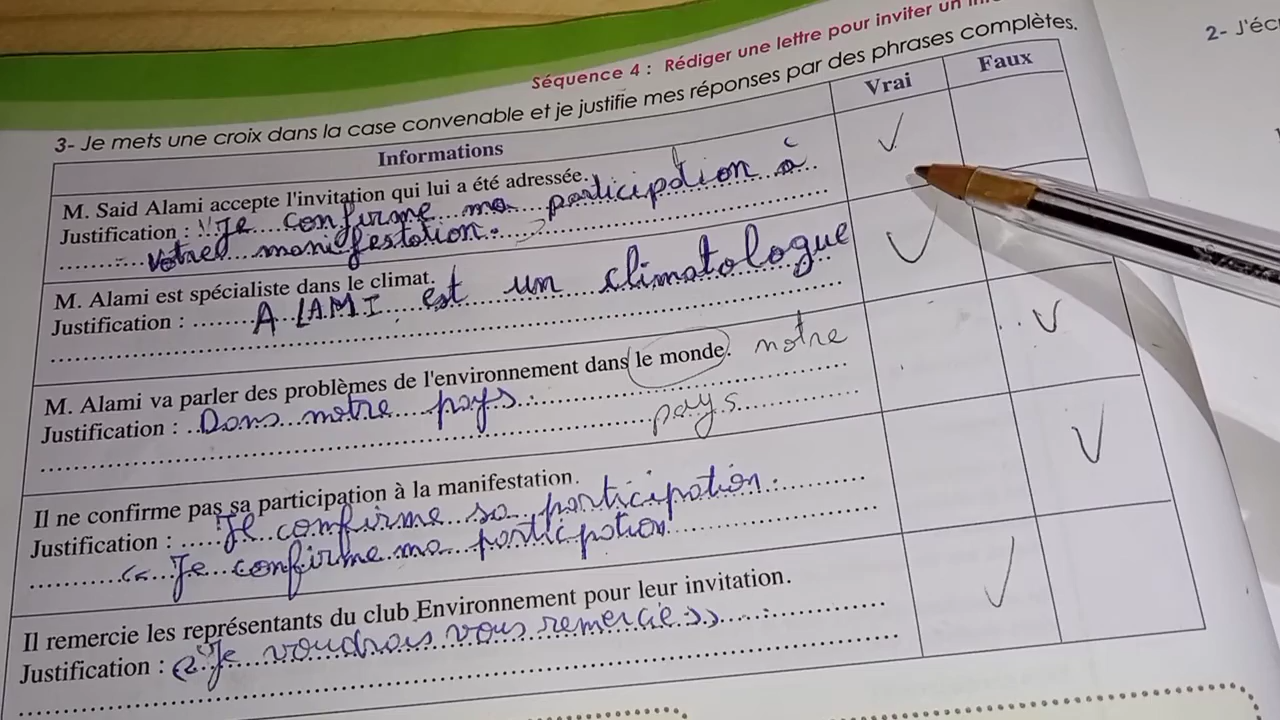 Séquence 4 : Rédiger une lettre pour inviter un
2- J'éc
3- Je mets une croix dans la case convenable et je justifie mes réponses par des phrases complètes.
Informations Vrai Faux
M. Said Alami accepte l'invitation qui lui a été adressée.
Justification : "Je confirme ma participation à
votre manifestation.
M. Alami est spécialiste dans le climat.
Justification : ALAMI est un climatologue
M. Alami va parler des problèmes de l'environnement dans le monde. notre
Justification : Dans notre pays. pays
Il ne confirme pas sa participation à la manifestation.
Justification : Il confirme sa participation.
« Je confirme ma participation
Il remercie les représentants du club Environnement pour leur invitation.
Justification : « Je voudrais vous remercie »